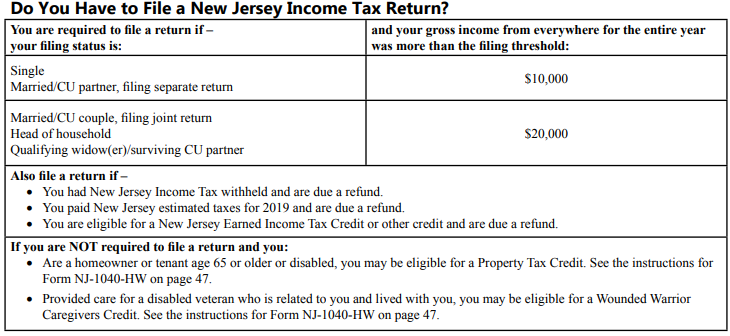 Do You Have to File a New Jersey Income Tax Return?
You are required to file a return if –
your filing status is:
and your gross income from everywhere for the entire year
was more than the filing threshold:
Single
Married/CU partner, filing separate return
$10,000
Married/CU couple, filing joint return
Head of household
Qualifying widow(er)/surviving CU partner
$20,000
Also file a return if –
• You had New Jersey Income Tax withheld and are due a refund.
• You paid New Jersey estimated taxes for 2019 and are due a refund.
• You are eligible for a New Jersey Earned Income Tax Credit or other credit and are due a refund.
If you are NOT required to file a return and you:
• Are a homeowner or tenant age 65 or older or disabled, you may be eligible for a Property Tax Credit. See the instructions for
Form NJ-1040-HW on page 47.
• Provided care for a disabled veteran who is related to you and lived with you, you may be eligible for a Wounded Warrior
Caregivers Credit. See the instructions for Form NJ-1040-HW on page 47.